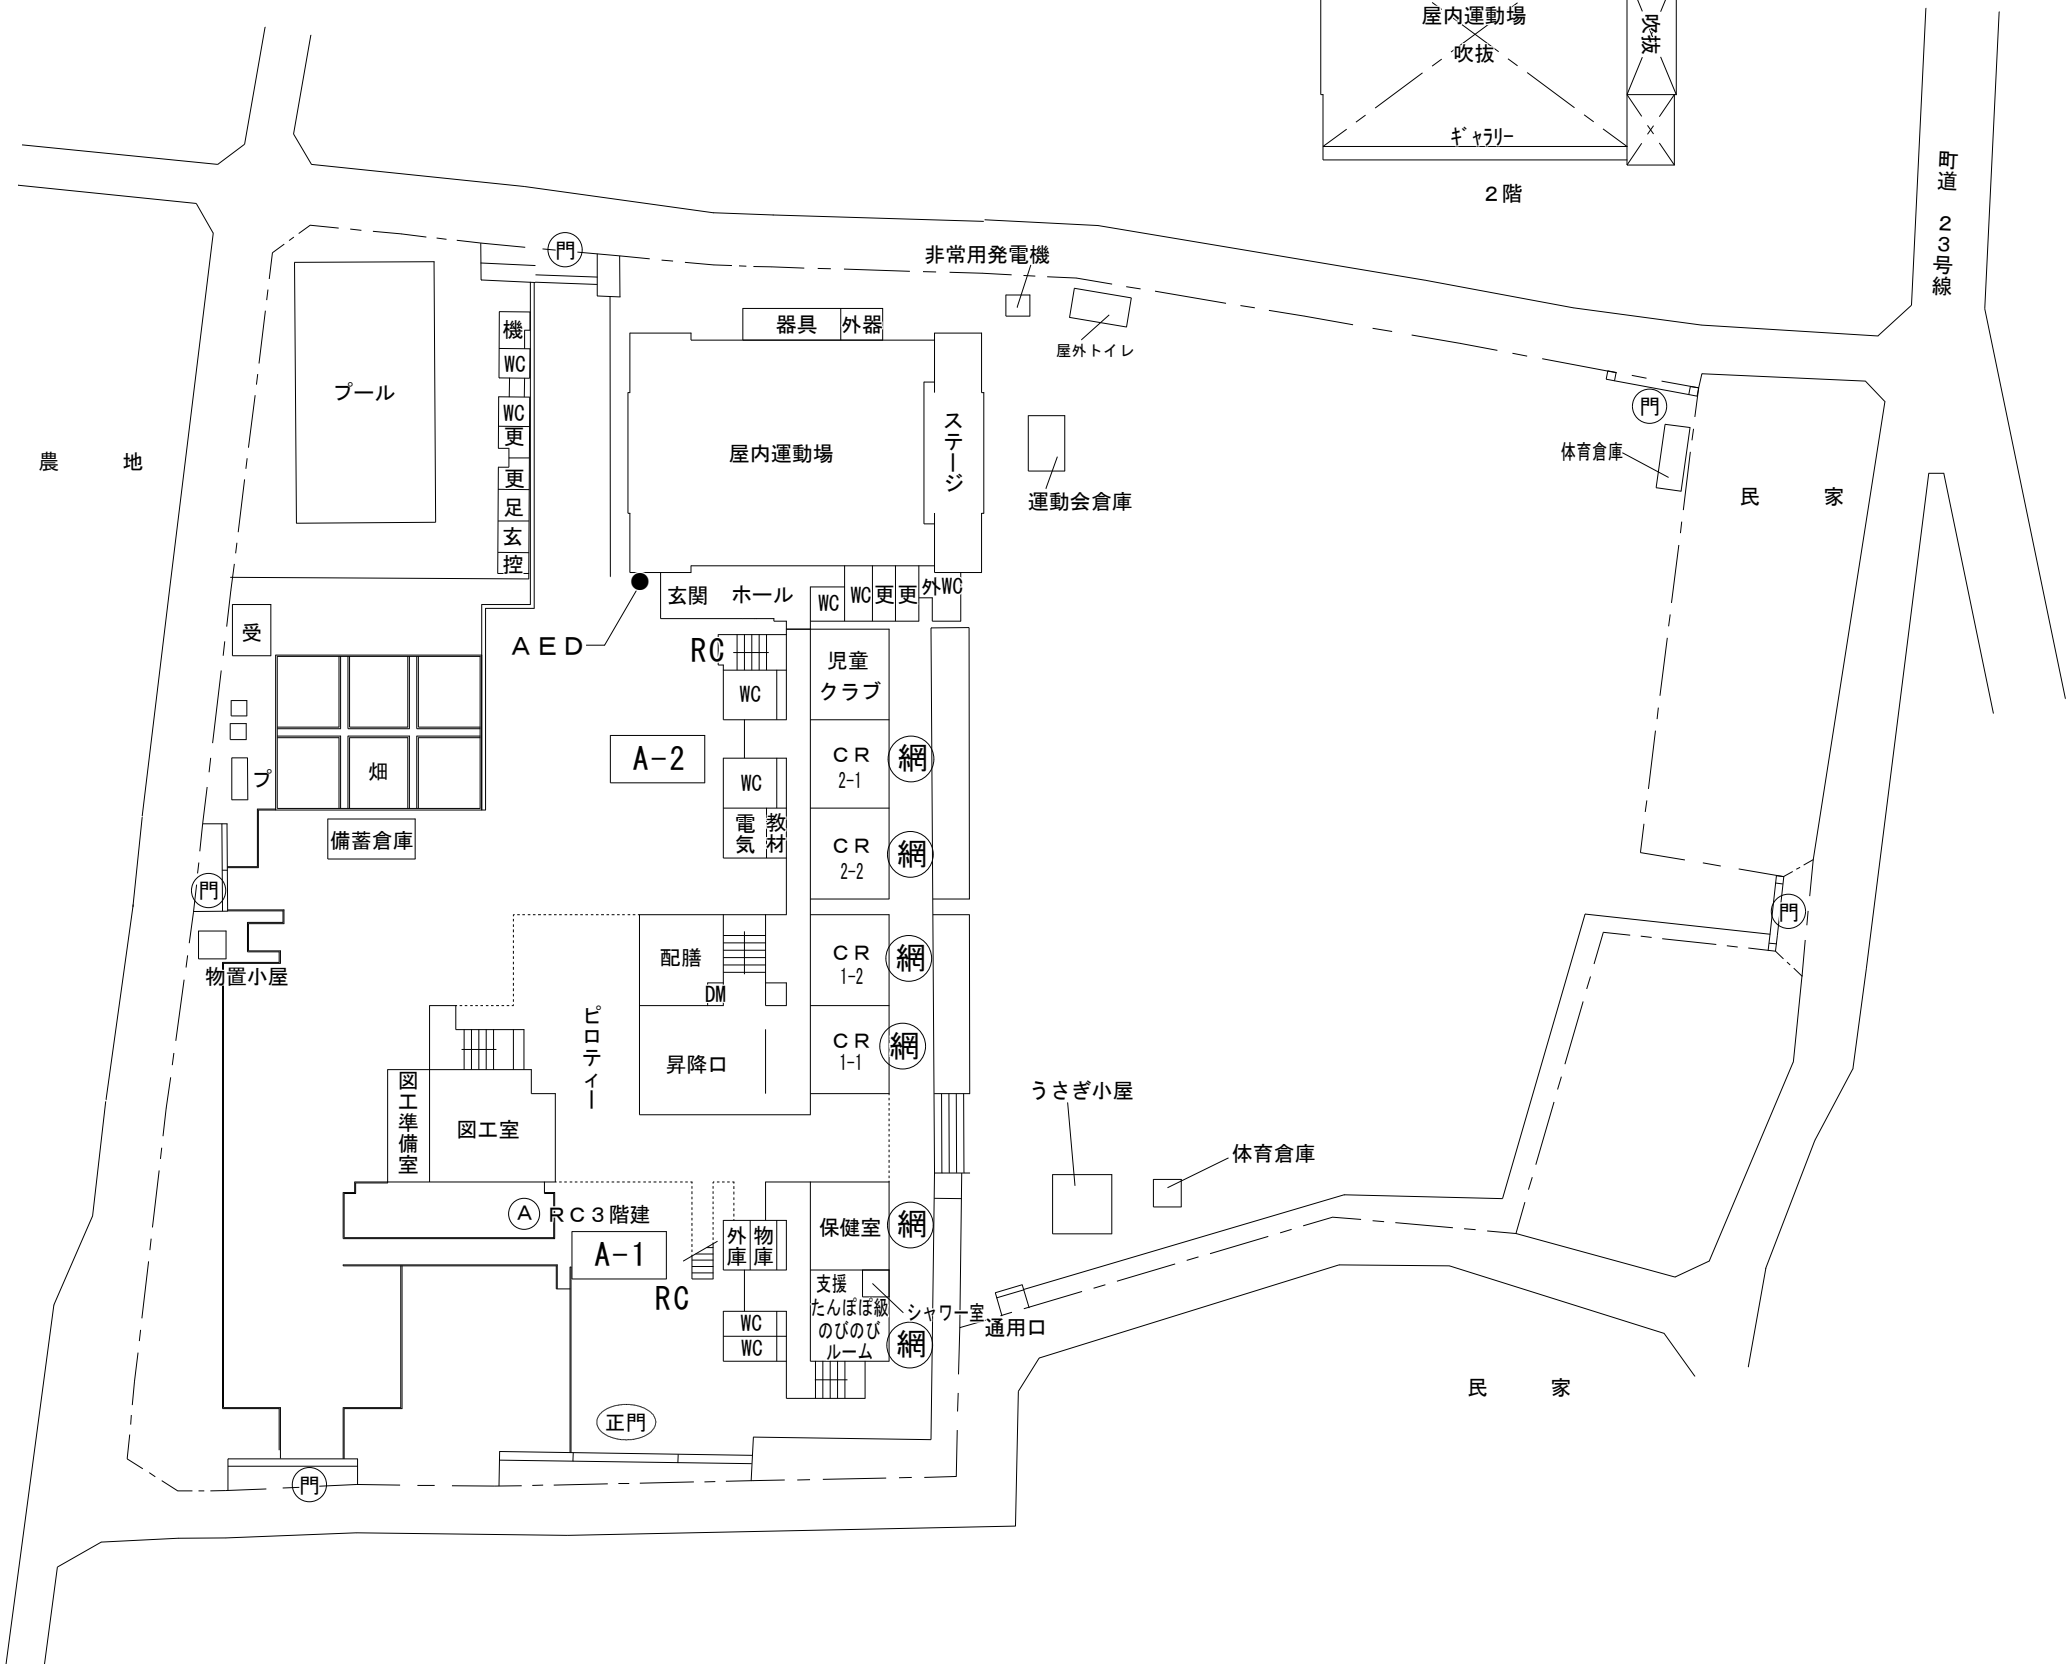 屋内運動場
吹抜
吹抜
ｷﾞｬﾗﾘｰ
２階
町道 ２３号線
門
非常用発電機
屋外トイレ
器具
外器
機
WC
プール
ステージ
門
WC
更
屋内運動場
体育倉庫
農 地
更
運動会倉庫
民 家
足
玄
控
玄関 ホール
WC
WC
更
更
外WC
受
ＡＥＤ
RC
児童
クラブ
WC
A-2
ＣＲ
2-1
網
プ
畑
WC
備蓄倉庫
電気
教材
ＣＲ
2-2
網
門
門
物置小屋
配膳
ＣＲ
1-2
網
DM
ピロティー
昇降口
ＣＲ
1-1
網
図工準備室
図工室
うさぎ小屋
体育倉庫
Ａ ＲＣ３階建
A-1
外庫
物庫
保健室
網
RC
支援
たんぽぽ級
のびのび
ルーム
シャワー室
通用口
WC
WC
網
民 家
正門
門